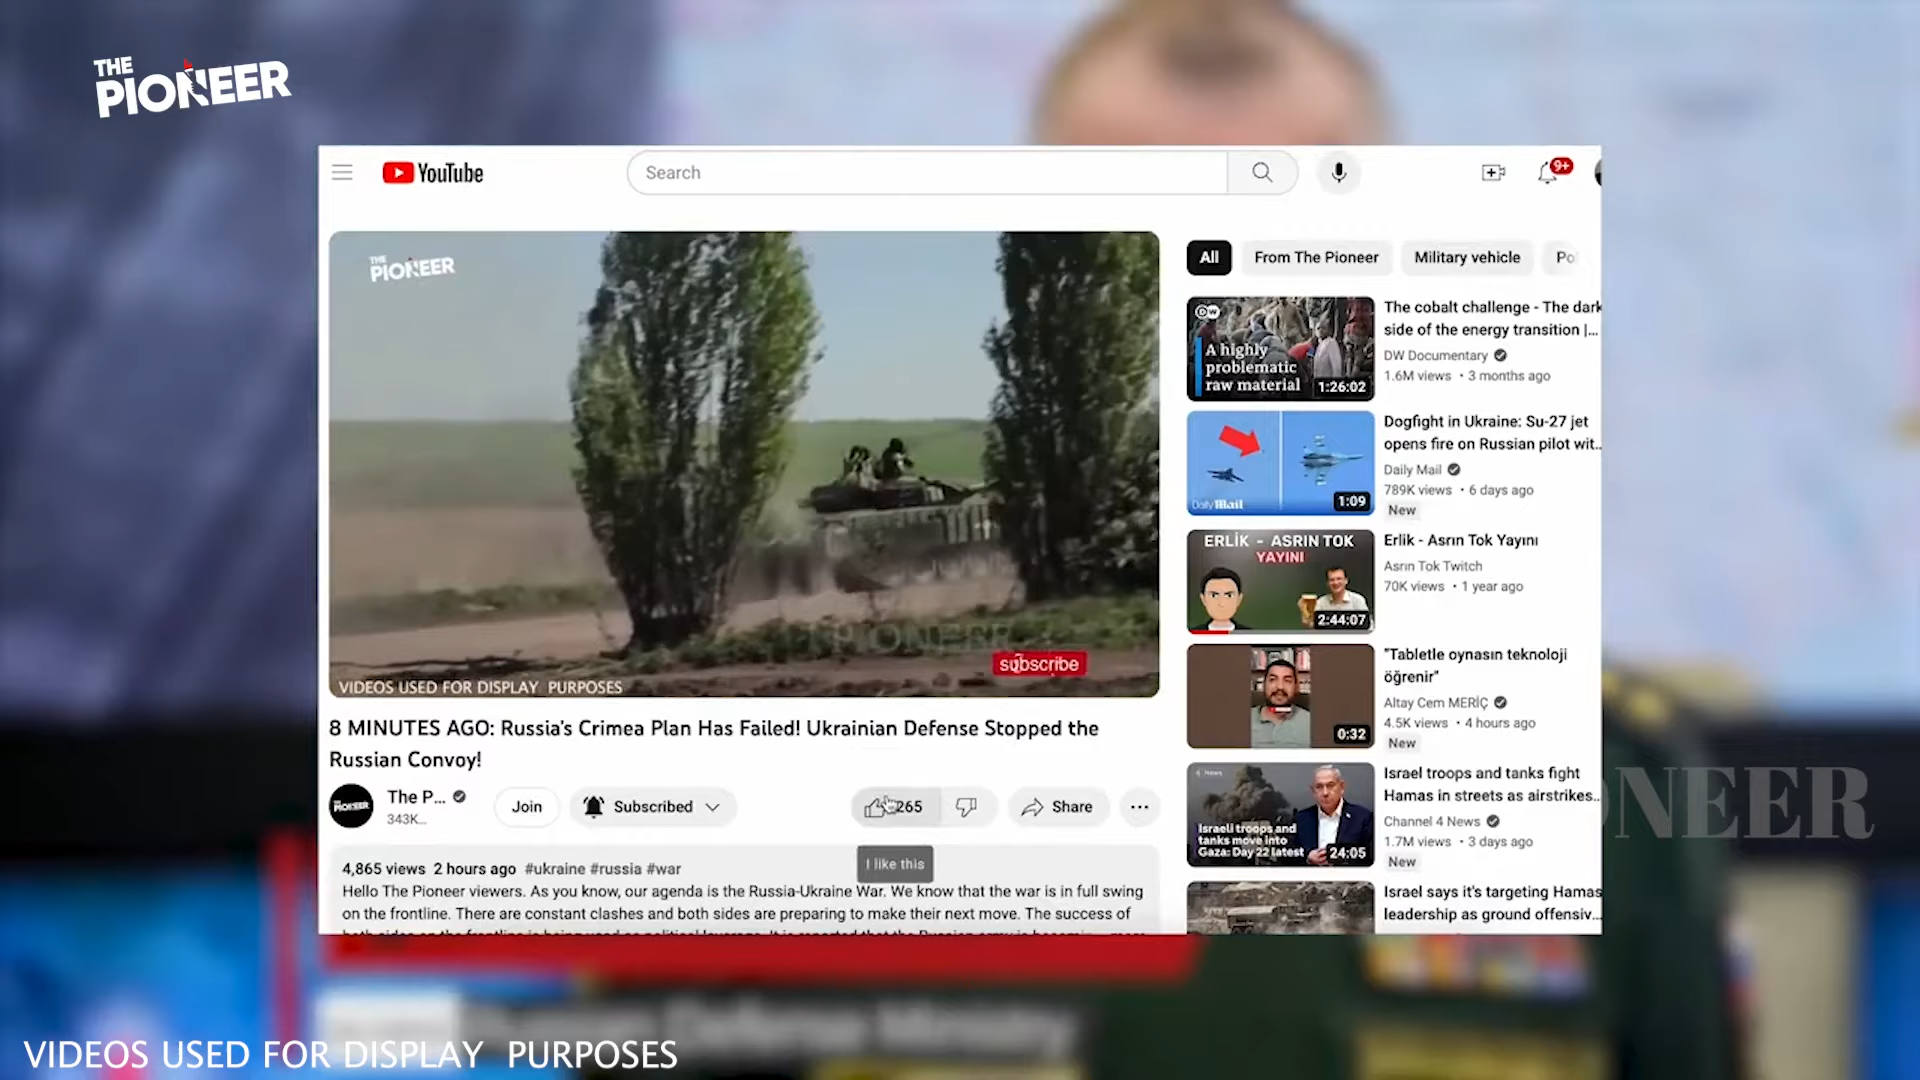 THE
PIONEER
YouTube
Search
9+
THE
PIONEER
PIONEER
subscribe
VIDEOS USED FOR DISPLAY PURPOSES
8 MINUTES AGO: Russia's Crimea Plan Has Failed! Ukrainian Defense Stopped the
Russian Convoy!
PIONEER
The P...
343K...
Join
Subscribed
265
Share
I like this
4,865 views 2 hours ago #ukraine #russia #war
Hello The Pioneer viewers. As you know, our agenda is the Russia-Ukraine War. We know that the war is in full swing
on the frontline. There are constant clashes and both sides are preparing to make their next move. The success of
All
From The Pioneer
Military vehicle
Po
DW
A highly
problematic
raw material
1:26:02
The cobalt challenge - The dark
side of the energy transition |...
DW Documentary
1.6M views • 3 months ago
Daily Mail
1:09
Dogfight in Ukraine: Su-27 jet
opens fire on Russian pilot wit...
Daily Mail
789K views • 6 days ago
New
ERLİK - ASRIN TOK
YAYINI
2:44:07
Erlik - Asrın Tok Yayını
Asrın Tok Twitch
70K views • 1 year ago
0:32
"Tabletle oynasın teknoloji
öğrenir"
Altay Cem MERİÇ
4.5K views • 4 hours ago
New
News
Israeli troops and
tanks move into
Gaza: Day 22 latest
24:05
Israel troops and tanks fight
Hamas in streets as airstrikes...
Channel 4 News
1.7M views • 3 days ago
New
Israel says it's targeting Hamas
leadership as ground offensiv...
ONEER
VIDEOS USED FOR DISPLAY PURPOSES